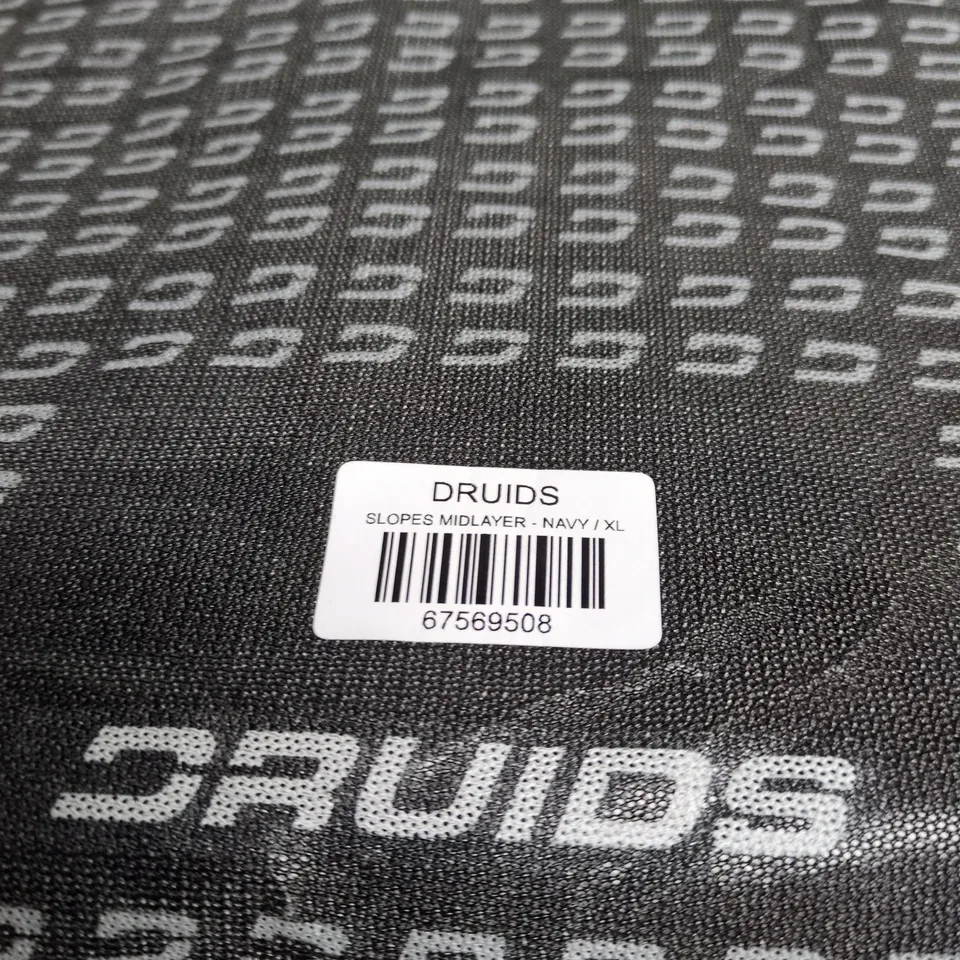 DRUIDS
SLOPES MIDLAYER - NAVY / XL
67569508
DRUIDS